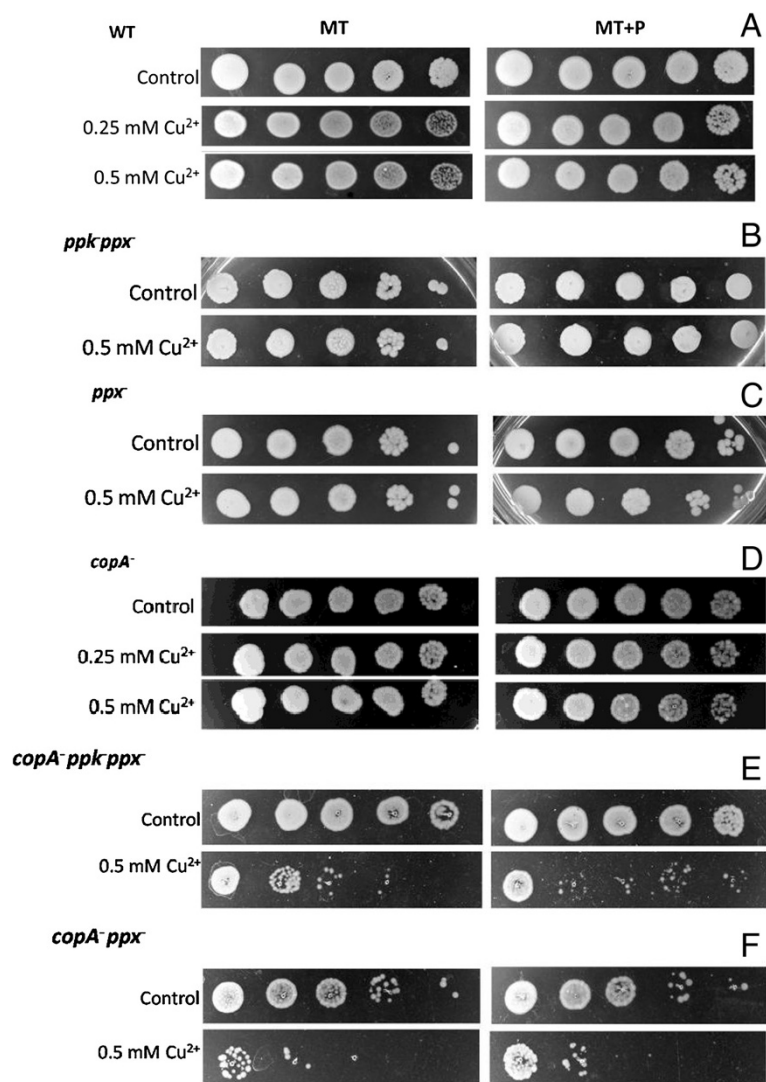 WT MT MT+P A
Control
0.25 mM Cu²⁺
0.5 mM Cu²⁺
ppk⁻ppx⁻ B
Control
0.5 mM Cu²⁺
ppx⁻ C
Control
0.5 mM Cu²⁺
copA⁻ D
Control
0.25 mM Cu²⁺
0.5 mM Cu²⁺
copA⁻ppk⁻ppx⁻ E
Control
0.5 mM Cu²⁺
copA⁻ppx⁻ F
Control
0.5 mM Cu²⁺